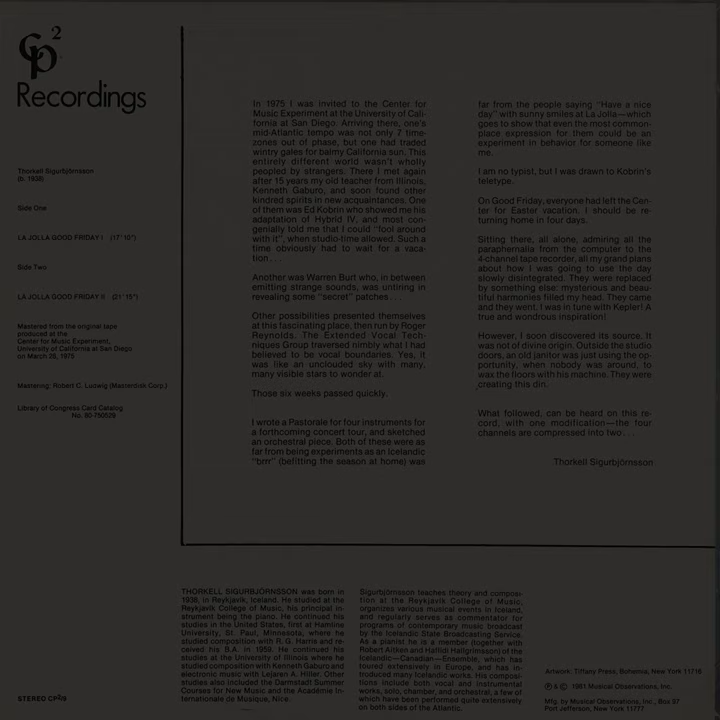 CP²
Recordings
Thorkell Sigurbjörnsson
(b. 1938)
Side One
LA JOLLA GOOD FRIDAY I (17' 10")
Side Two
LA JOLLA GOOD FRIDAY II (21' 15")
Mastered from the original tape
produced at the
Center for Music Experiment,
University of California at San Diego
on March 28, 1975
Mastering: Robert C. Ludwig (Masterdisk Corp.)
Library of Congress Card Catalog
No. 80-750529
STEREO CP²/9
In 1975 I was invited to the Center for
Music Experiment at the University of Cali-
fornia at San Diego. Arriving there, one's
mid-Atlantic tempo was not only 7 time-
zones out of phase, but one had traded
wintry gales for balmy California sun. This
entirely different world wasn't wholly
peopled by strangers. There I met again
after 15 years my old teacher from Illinois,
Kenneth Gaburo, and soon found other
kindred spirits in new acquaintances. One
of them was Ed Kobrin who showed me his
adaptation of Hybrid IV, and most con-
genially told me that I could "fool around
with it", when studio-time allowed. Such a
time obviously had to wait for a vaca-
tion...
Another was Warren Burt who, in between
emitting strange sounds, was untiring in
revealing some "secret" patches...
Other possibilities presented themselves
at this fascinating place, then run by Roger
Reynolds. The Extended Vocal Tech-
niques Group traversed nimbly what I had
believed to be vocal boundaries. Yes, it
was like an unclouded sky with many,
many visible stars to wonder at.
Those six weeks passed quickly.
I wrote a Pastorale for four instruments for
a forthcoming concert tour, and sketched
an orchestral piece. Both of these were as
far from being experiments as an Icelandic
"brrr" (befitting the season at home) was
far from the people saying "Have a nice
day" with sunny smiles at La Jolla—which
goes to show that even the most common-
place expression for them could be an
experiment in behavior for someone like
me.
I am no typist, but I was drawn to Kobrin's
teletype.
On Good Friday, everyone had left the Cen-
ter for Easter vacation. I should be re-
turning home in four days.
Sitting there, all alone, admiring all the
paraphernalia from the computer to the
4-channel tape recorder, all my grand plans
about how I was going to use the day
slowly disintegrated. They were replaced
by something else: mysterious and beau-
tiful harmonies filled my head. They came
and they went. I was in tune with Kepler! A
true and wondrous inspiration!
However, I soon discovered its source. It
was not of divine origin. Outside the studio
doors, an old janitor was just using the op-
portunity, when nobody was around, to
wax the floors with his machine. They were
creating this din.
What followed, can be heard on this re-
cord, with one modification—the four
channels are compressed into two...
Thorkell Sigurbjörnsson
THORKELL SIGURBJÖRNSSON was born in
1938, in Reykjavik, Iceland. He studied at the
Reykjavik College of Music, his principal in-
strument being the piano. He continued his
studies in the United States, first at Hamline
University, St. Paul, Minnesota, where he
studied composition with R. G. Harris and re-
ceived his B.A. in 1959. He continued his
studies at the University of Illinois where he
studied composition with Kenneth Gaburo and
electronic music with Lejaren A. Hiller. Other
studies also included the Darmstadt Summer
Courses for New Music and the Académie In-
ternationale de Musique, Nice.
Sigurbjörnsson teaches theory and composi-
tion at the Reykjavik College of Music,
organizes various musical events in Iceland,
and regularly serves as commentator for
programs of contemporary music broadcast
by the Icelandic State Broadcasting Service.
As a pianist he is a member (together with
Robert Aitken and Hafliði Hallgrímsson) of the
Icelandic—Canadian—Ensemble, which has
toured extensively in Europe, and has in-
troduced many Icelandic works. His composi-
tions include both vocal and instrumental
works, solo, chamber, and orchestral; a few of
which have been performed quite extensively
on both sides of the Atlantic.
Artwork: Tiffany Press, Bohemia, New York 11716
℗ & © 1981 Musical Observations, Inc.
Mfg. by Musical Observations, Inc., Box 97
Port Jefferson, New York 11777